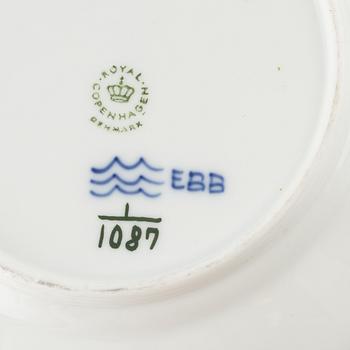 ROYAL
COPENHAGEN
DENMARK
EBB
1
1087